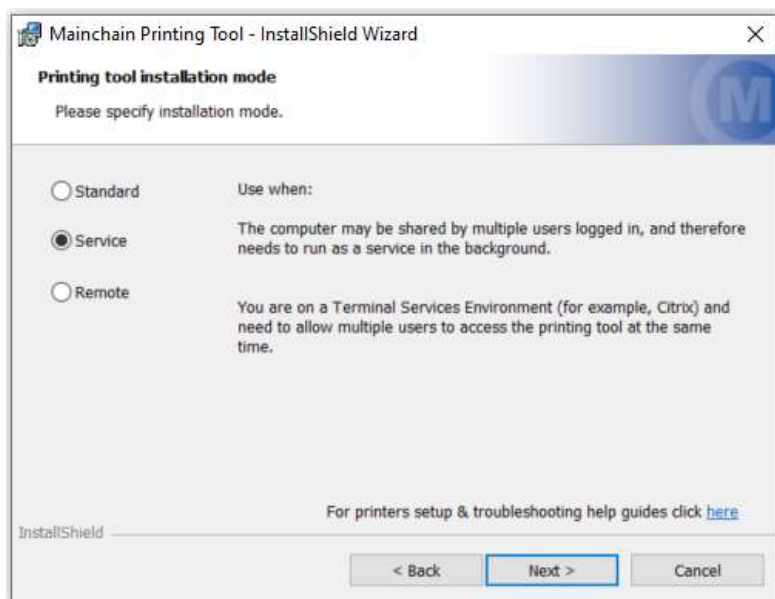 Mainchain Printing Tool - InstallShield Wizard
Printing tool installation mode
Please specify installation mode.
M
Standard
Use when:
Service
The computer may be shared by multiple users logged in, and therefore
needs to run as a service in the background.
Remote
You are on a Terminal Services Environment (for example, Citrix) and
need to allow multiple users to access the printing tool at the same
time.
For printers setup & troubleshooting help guides click here
InstallShield
< Back
Next >
Cancel